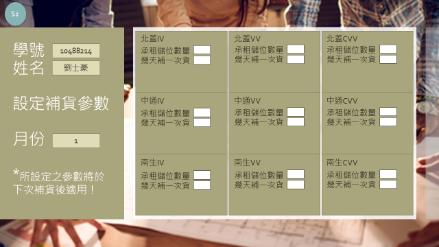 S1
學號 10488214
姓名 劉士豪
設定補貨參數
月份 1
*所設定之參數將於
下次補貨後適用！
北蓋IV
承租儲位數量
幾天補一次貨
北蓋VV
承租儲位數量
幾天補一次貨
北蓋CVV
承租儲位數量
幾天補一次貨
中通IV
承租儲位數量
幾天補一次貨
中通VV
承租儲位數量
幾天補一次貨
中通CVV
承租儲位數量
幾天補一次貨
南生IV
承租儲位數量
幾天補一次貨
南生VV
承租儲位數量
幾天補一次貨
南生CVV
承租儲位數量
幾天補一次貨